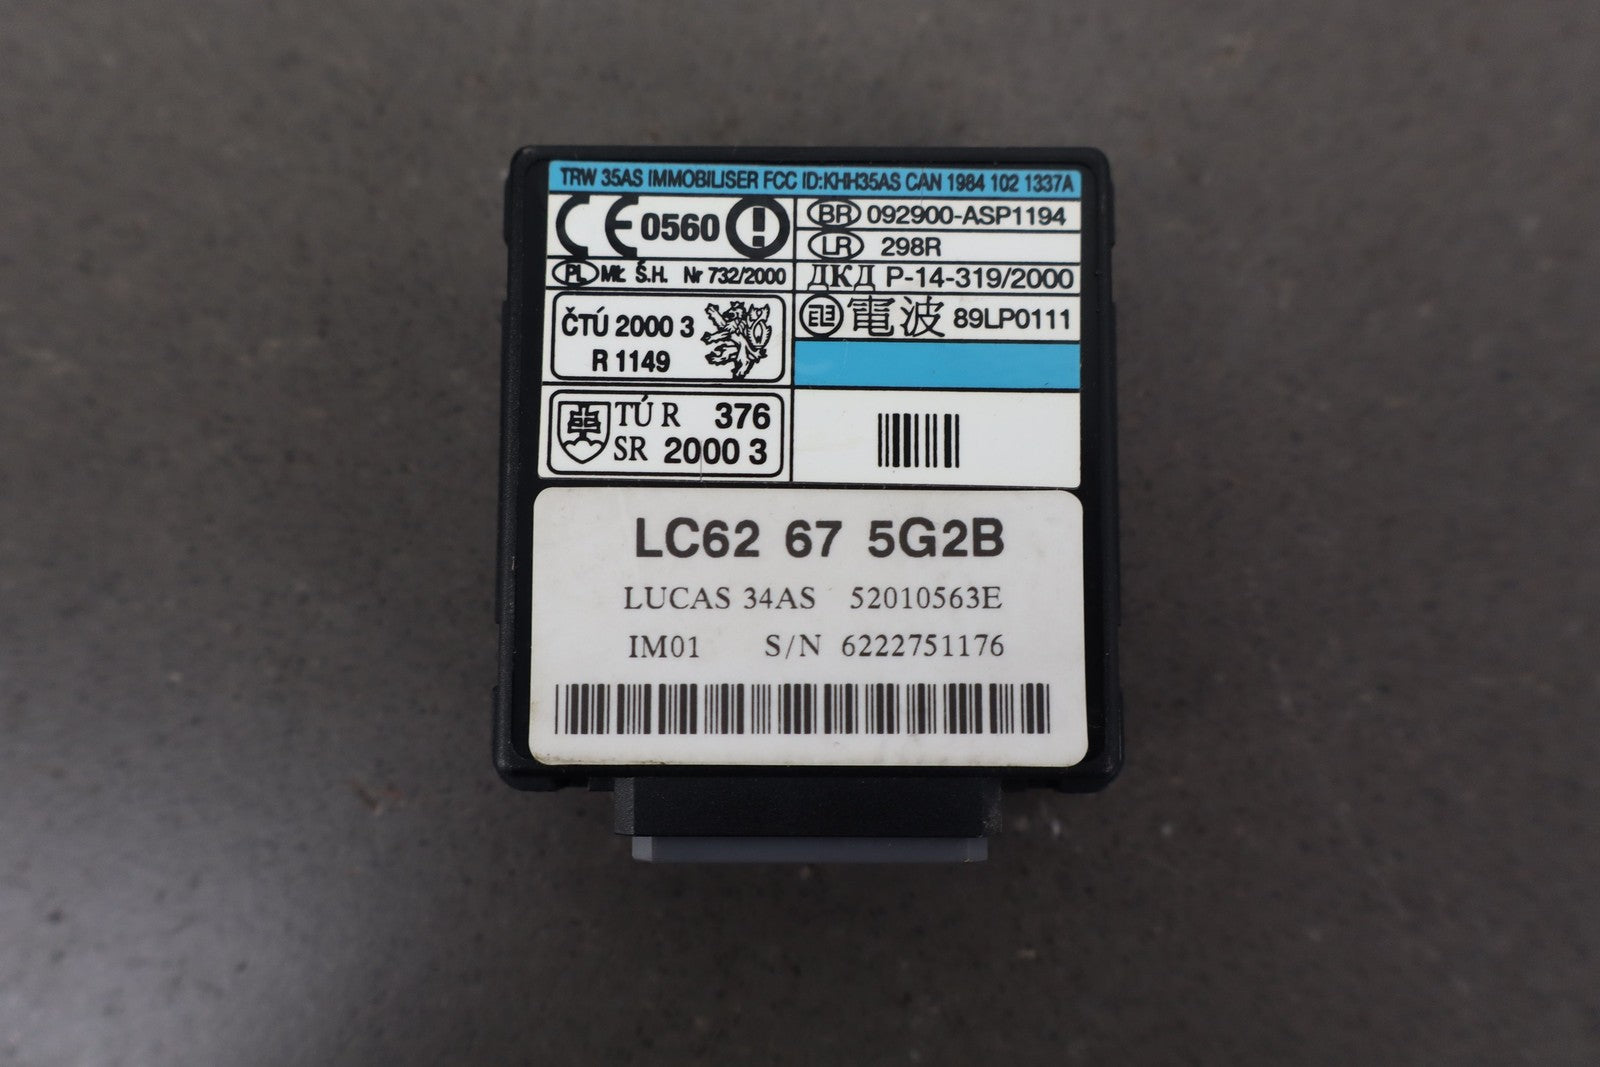 TRW 35AS IMMOBILISER FCC ID:KHH35AS CAN 1984 102 1337A
CE 0560
BR 092900-ASP1194
LR 298R
PL MŁ Ś.H. Nr 732/2000
ДКД P-14-319/2000
ČTÚ 2000 3
R 1149
電波 89LP0111
TÚ R 376
SR 2000 3
LC62 67 5G2B
LUCAS 34AS 52010563E
IM01 S/N 6222751176